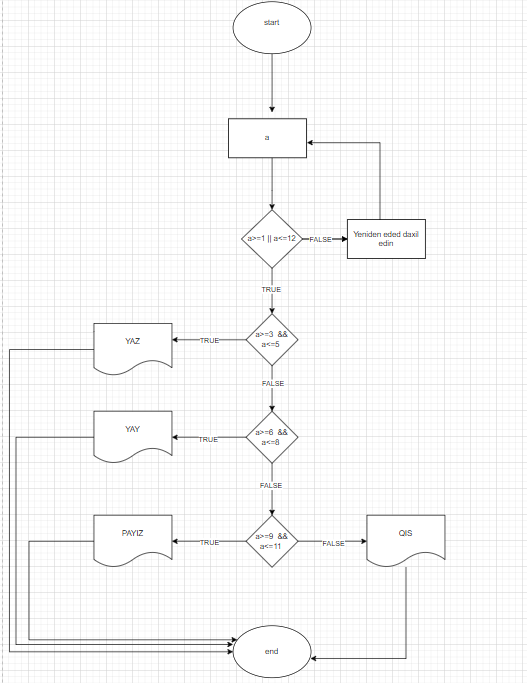 start
a
a>=1 || a<=12
FALSE
Yeniden eded daxil
edin
TRUE
YAZ
TRUE
a>=3 &&
a<=5
FALSE
YAY
TRUE
a>=6 &&
a<=8
FALSE
PAYIZ
TRUE
a>=9 &&
a<=11
FALSE
QIS
end